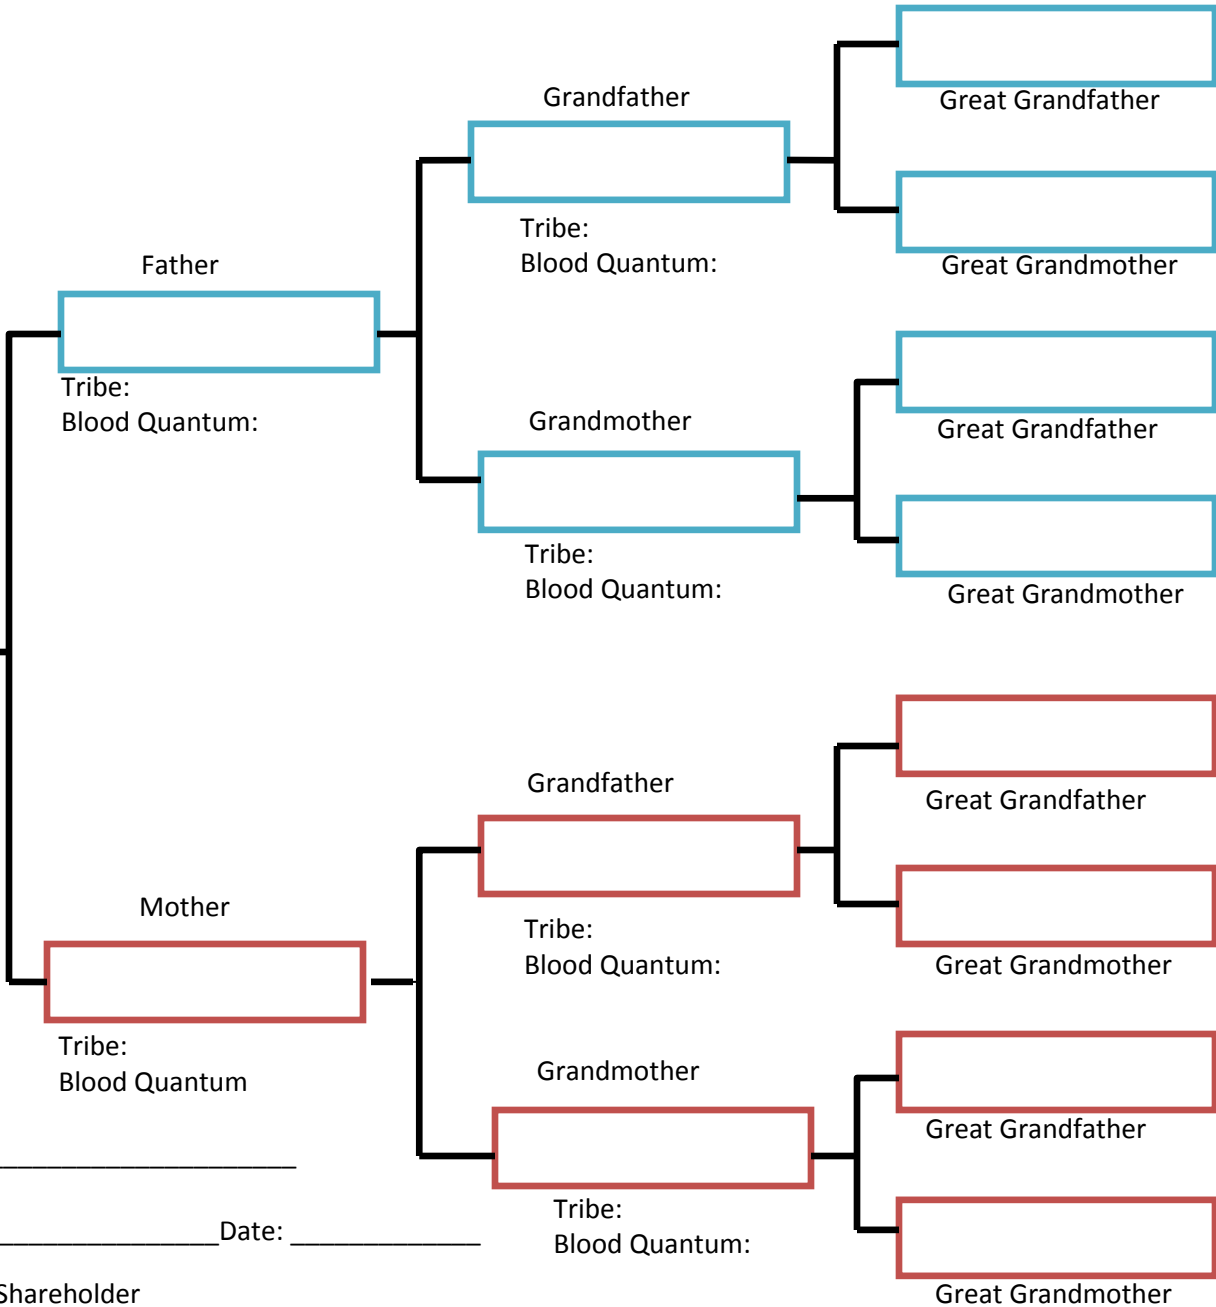 Grandfather
Great Grandfather
Tribe:
Blood Quantum:
Father
Great Grandmother
Tribe:
Blood Quantum:
Grandmother
Great Grandfather
Tribe:
Blood Quantum:
Great Grandmother
Grandfather
Great Grandfather
Mother
Tribe:
Blood Quantum:
Great Grandmother
Tribe:
Blood Quantum
Grandmother
Great Grandfather
Tribe:
Blood Quantum:
Date: _____________
Shareholder
Great Grandmother